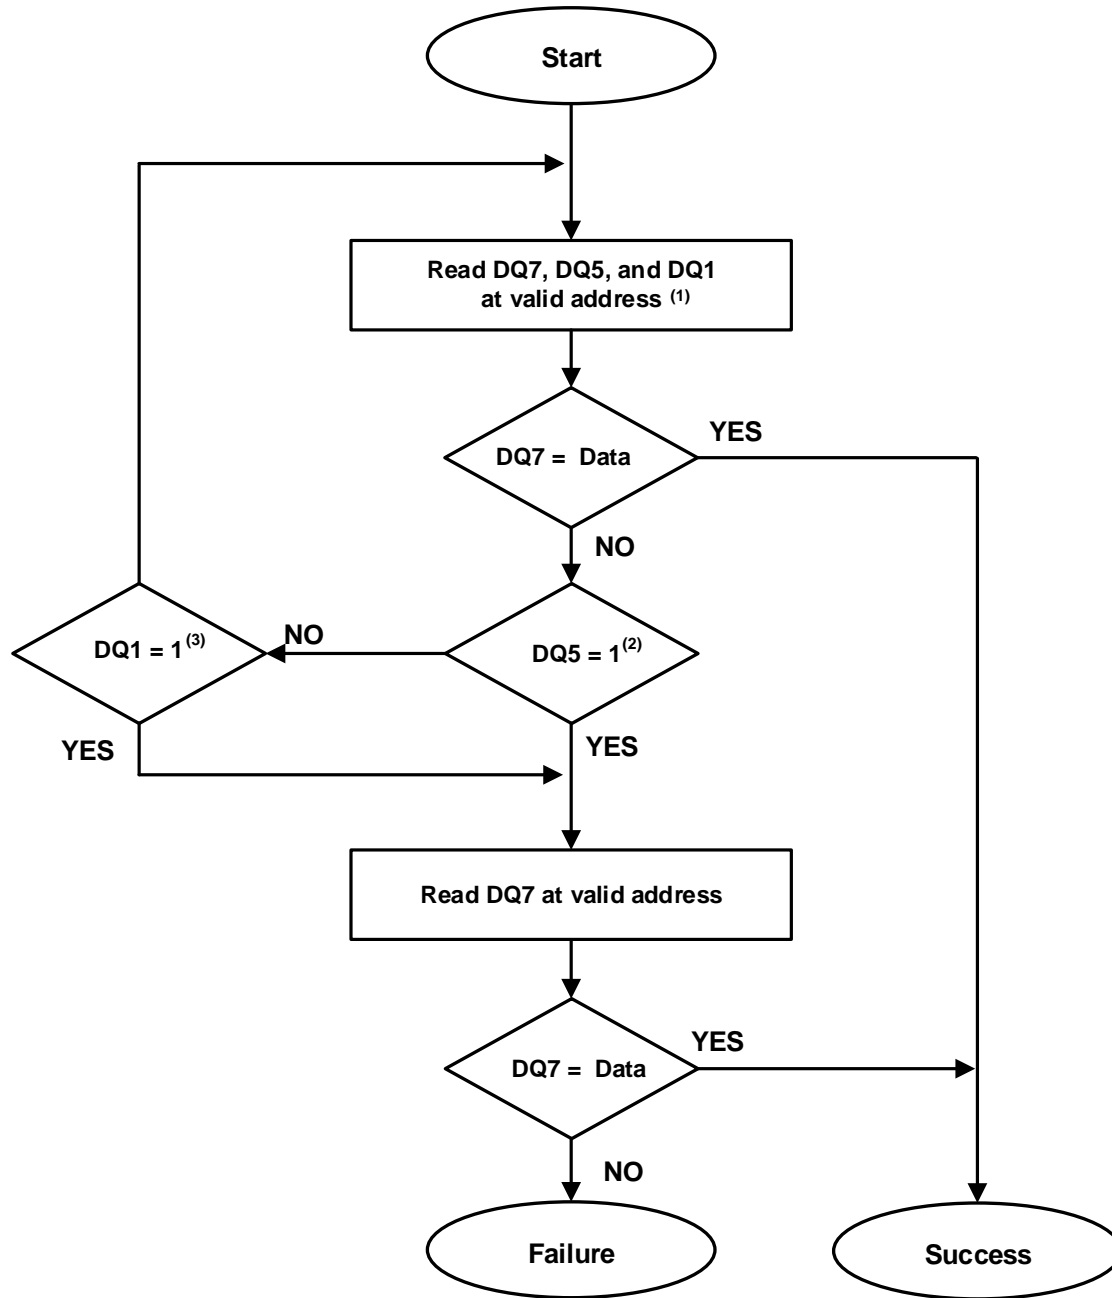 Start
Read DQ7, DQ5, and DQ1
at valid address (1)
DQ7 = Data
YES
NO
DQ1 = 1(3)
NO
DQ5 = 1(2)
YES
YES
Read DQ7 at valid address
DQ7 = Data
YES
NO
Failure
Success